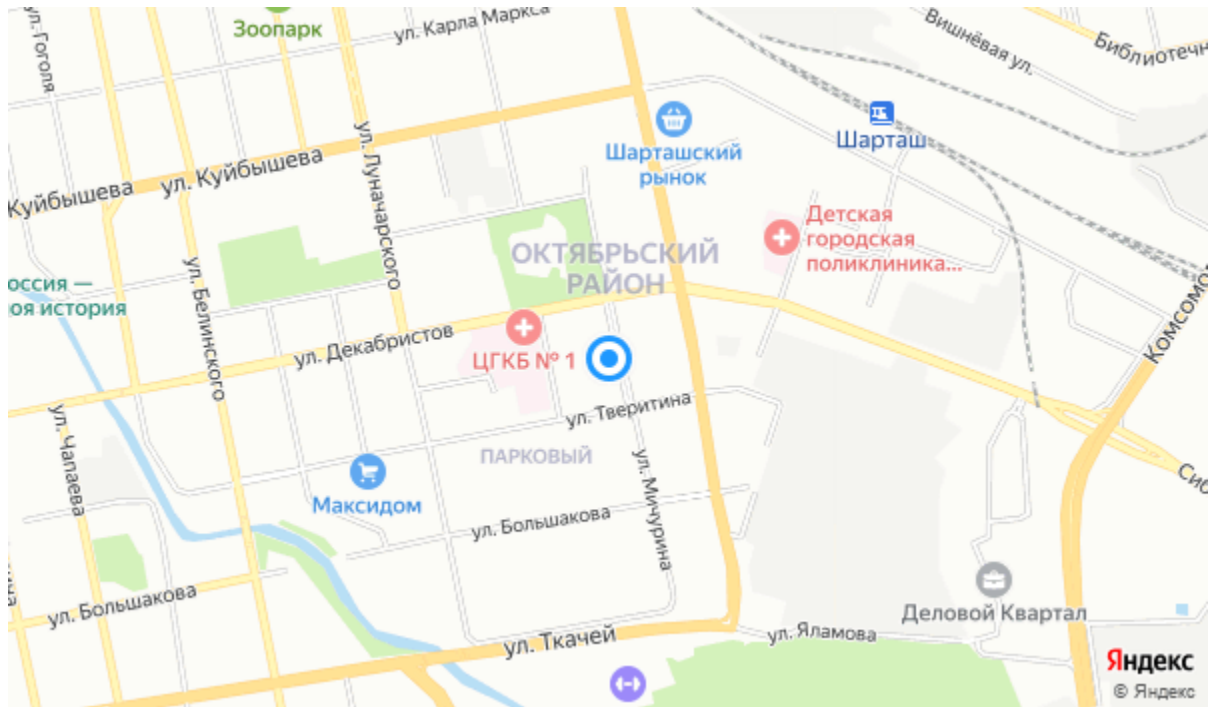 ул. Гоголя
Зоопарк
ул. Карла Маркса
Вишнёвая ул.
Библиотечн
Шарташ
Шарташский
рынок
Куйбышева
ул. Куйбышева
ул. Луначарского
Детская
городская
поликлиника...
ОКТЯБРЬСКИЙ
РАЙОН
оссия —
оя история
ул. Белинского
ул. Декабристов
ЦГКБ № 1
Комсомо
ул. Тверитина
ул. Чапаева
ПАРКОВЫЙ
Максидом
ул. Мичурина
Сиб
ул. Большакова
ул. Большакова
Деловой Квартал
ул. Ткачей
ул. Яламова
Яндекс
© Яндекс